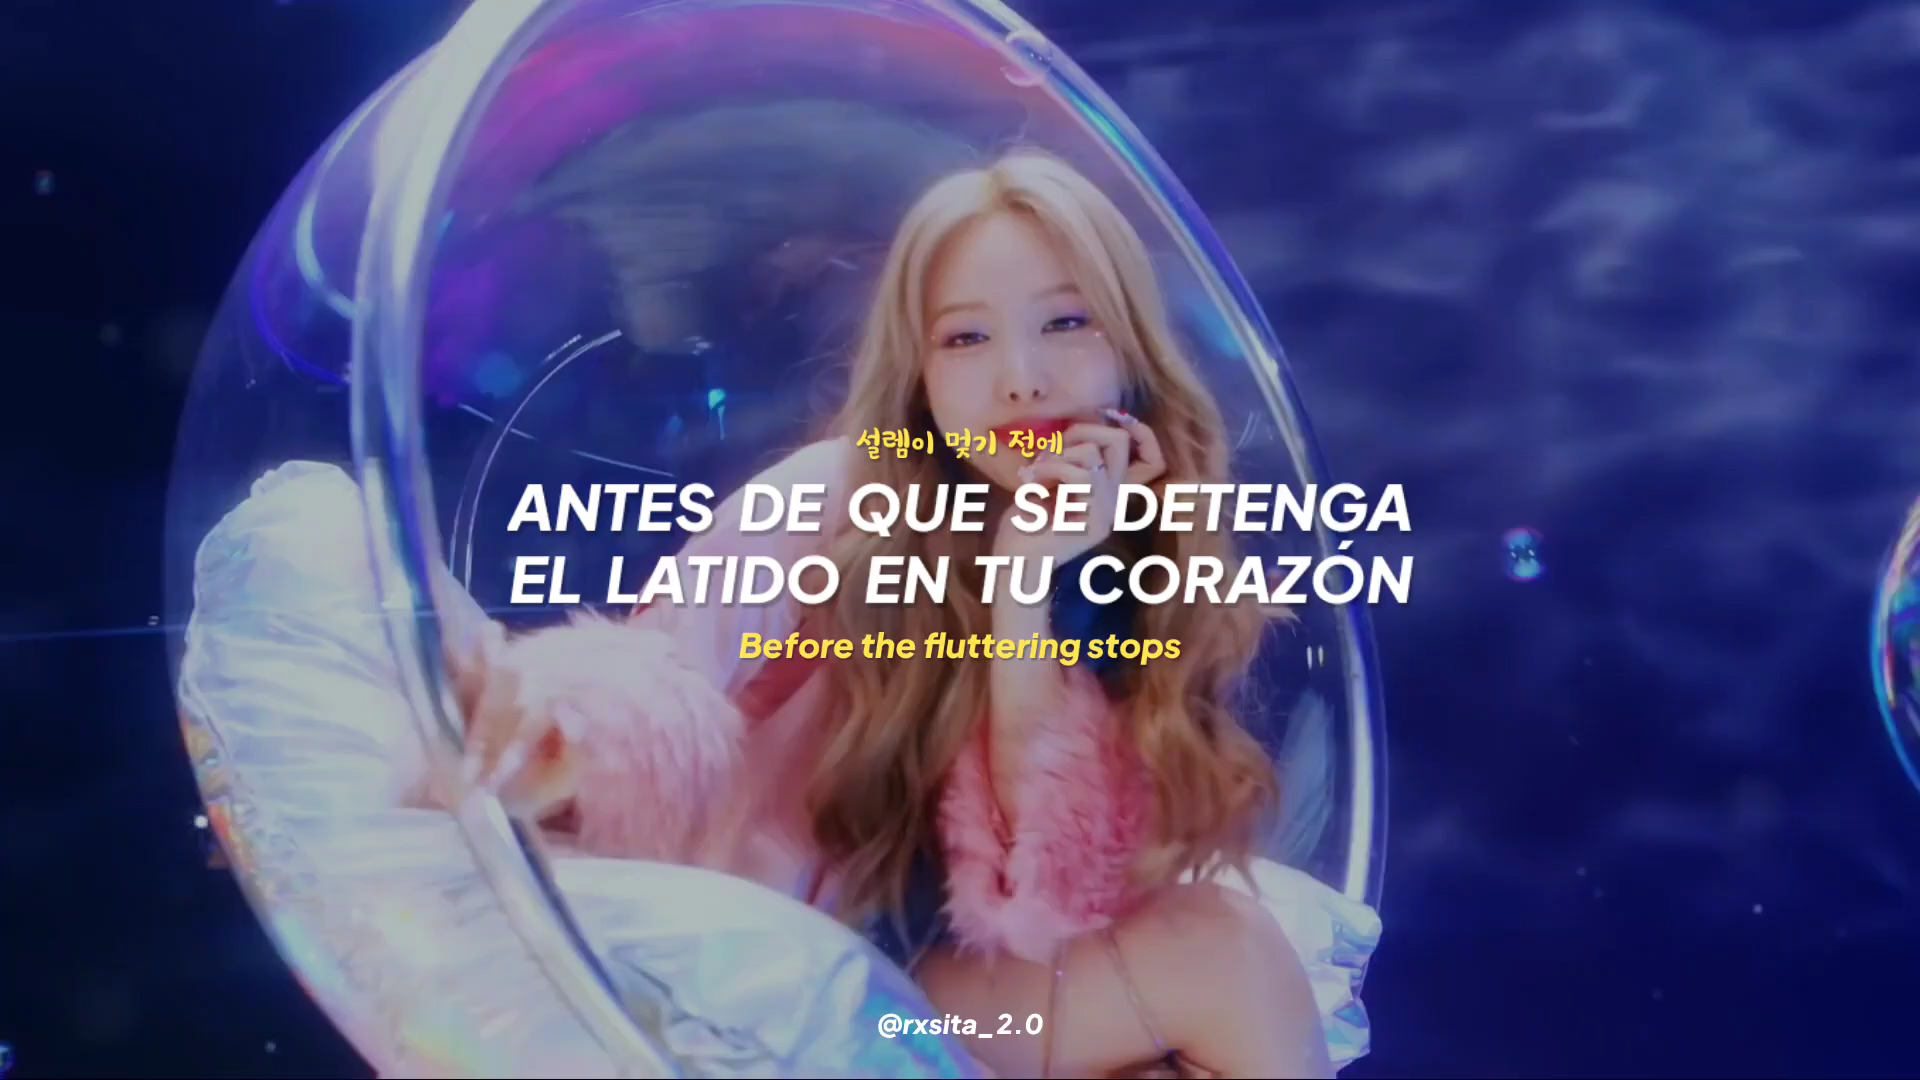 설렘이 멎기 전에
ANTES DE QUE SE DETENGA
EL LATIDO EN TU CORAZÓN
Before the fluttering stops
@rxsita_2.0